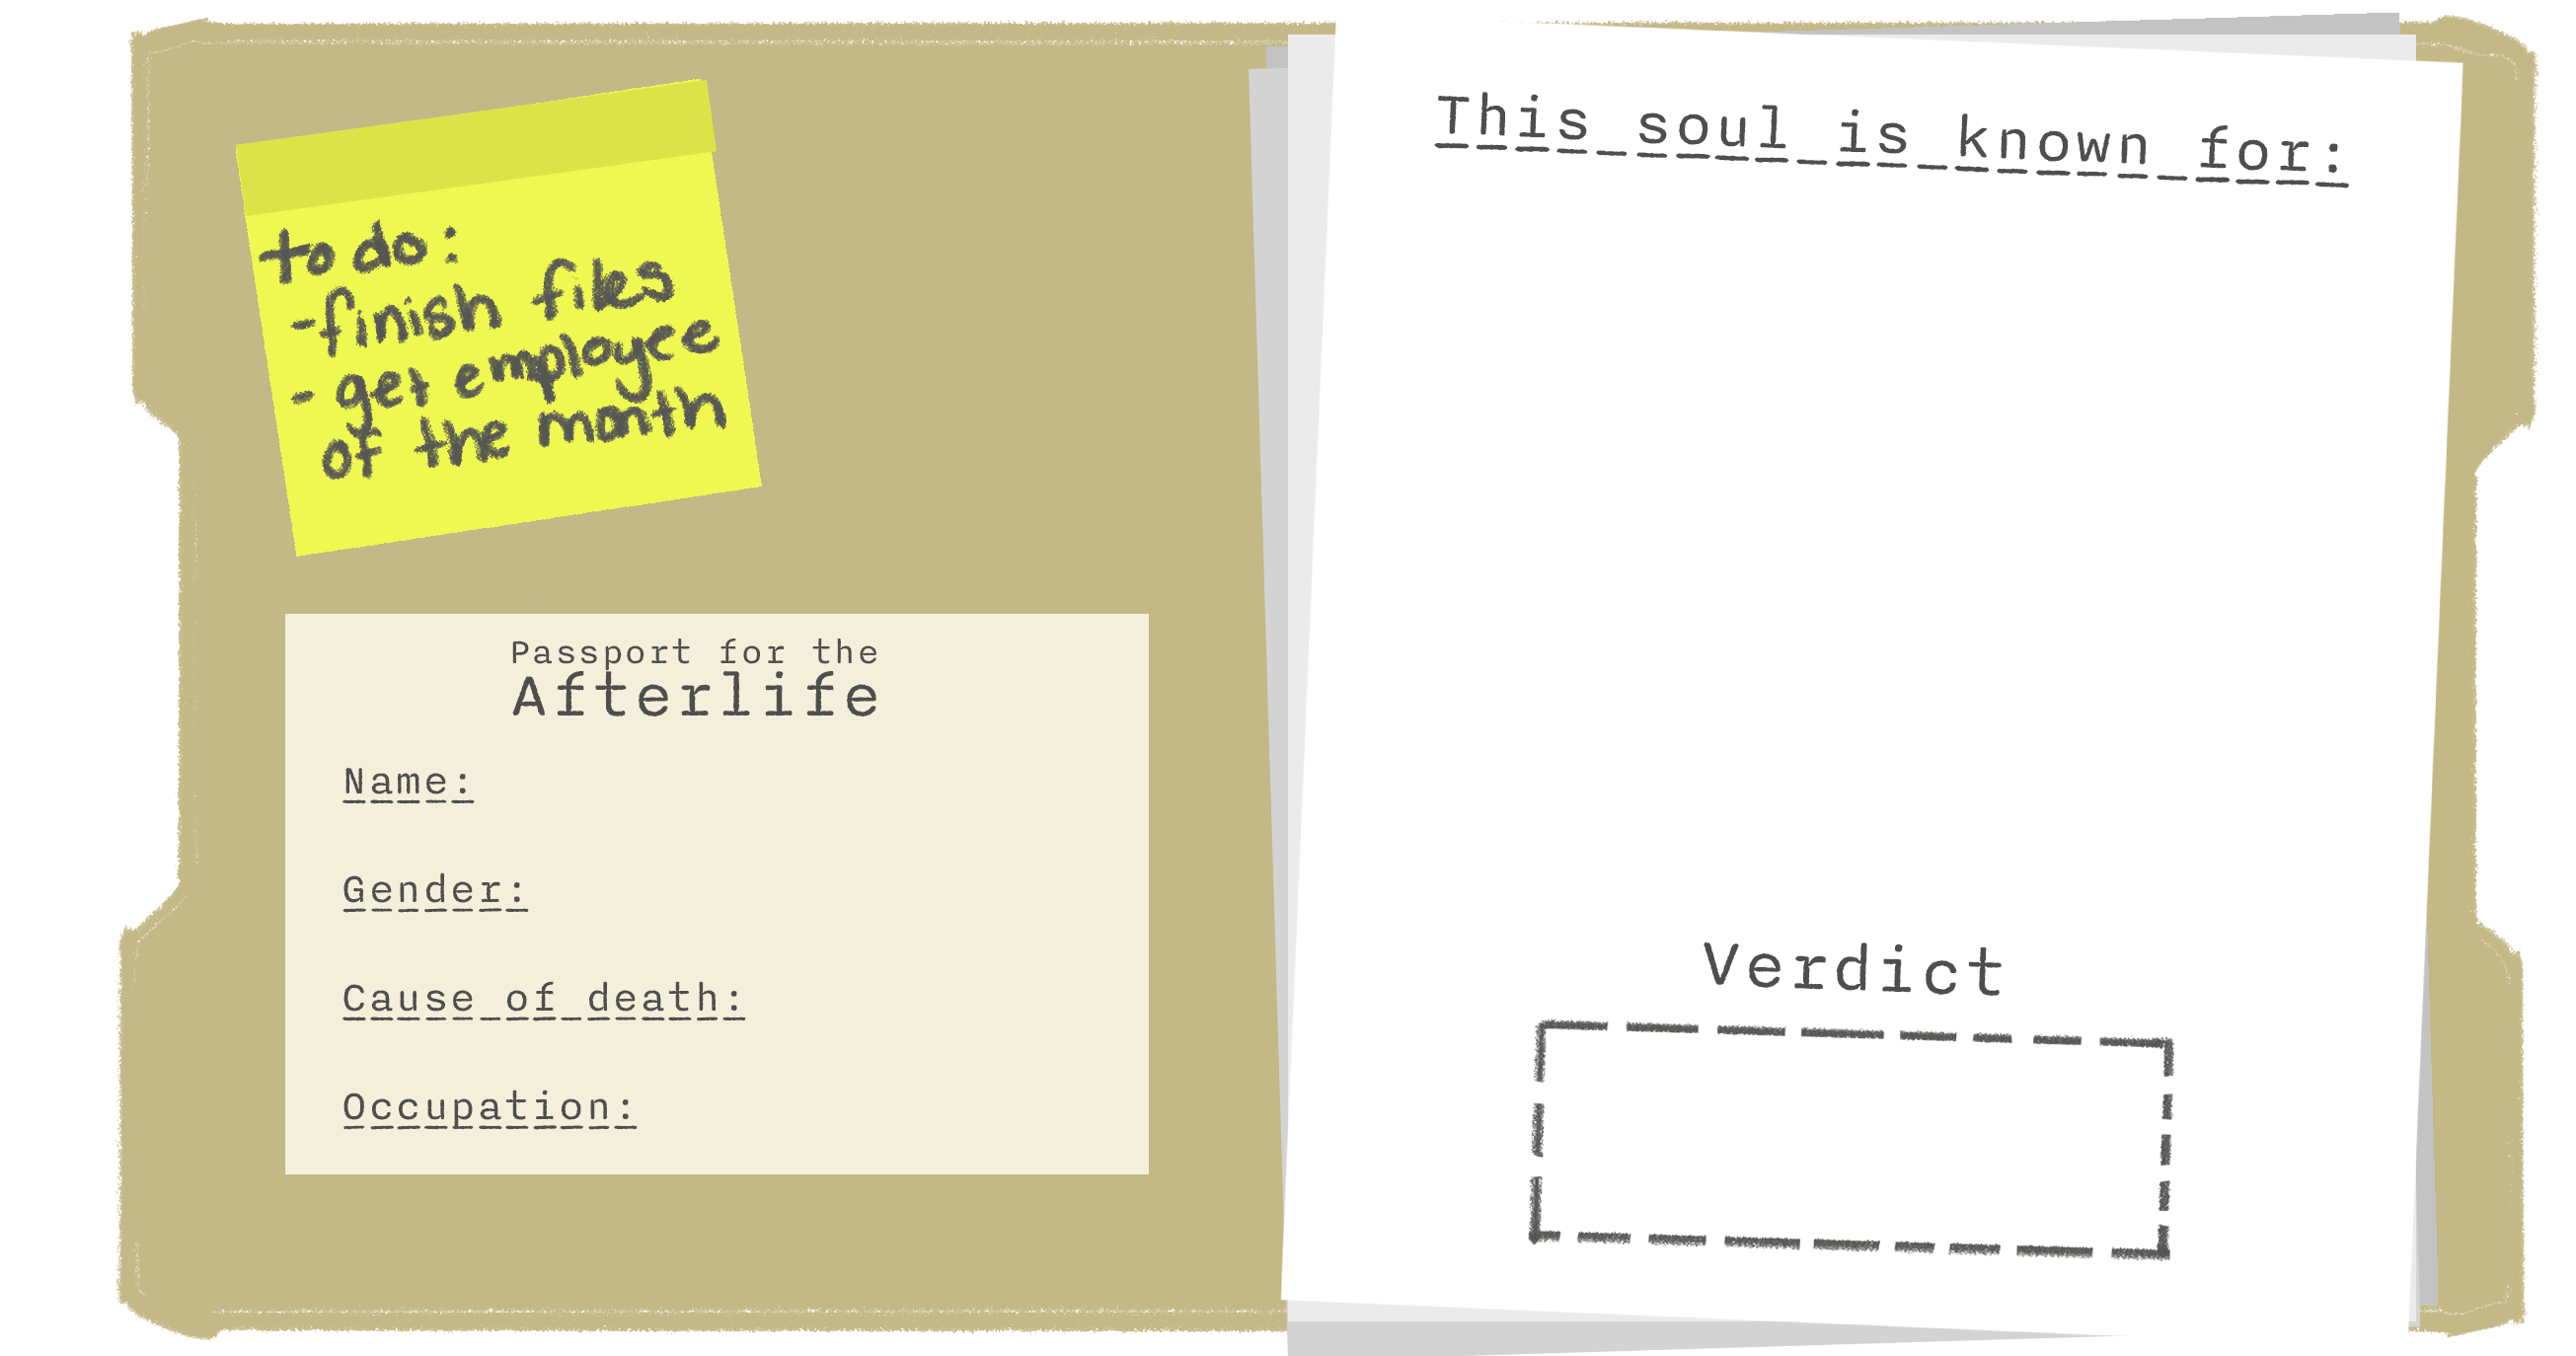 to do:
-finish files
- get employee
of the month
Passport for the
Afterlife
Name:
Gender:
Cause of death:
Occupation:
This soul is known for:
Verdict